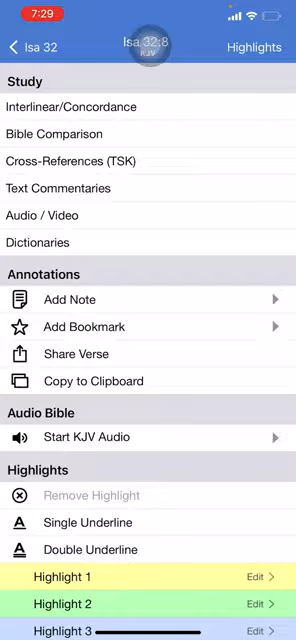 7:29
Isa 32
Isa 32:8
KJV
Highlights
Study
Interlinear/Concordance
Bible Comparison
Cross-References (TSK)
Text Commentaries
Audio / Video
Dictionaries
Annotations
Add Note
Add Bookmark
Share Verse
Copy to Clipboard
Audio Bible
Start KJV Audio
Highlights
Remove Highlight
Single Underline
Double Underline
Highlight 1 Edit
Highlight 2 Edit
Highlight 3 Edit